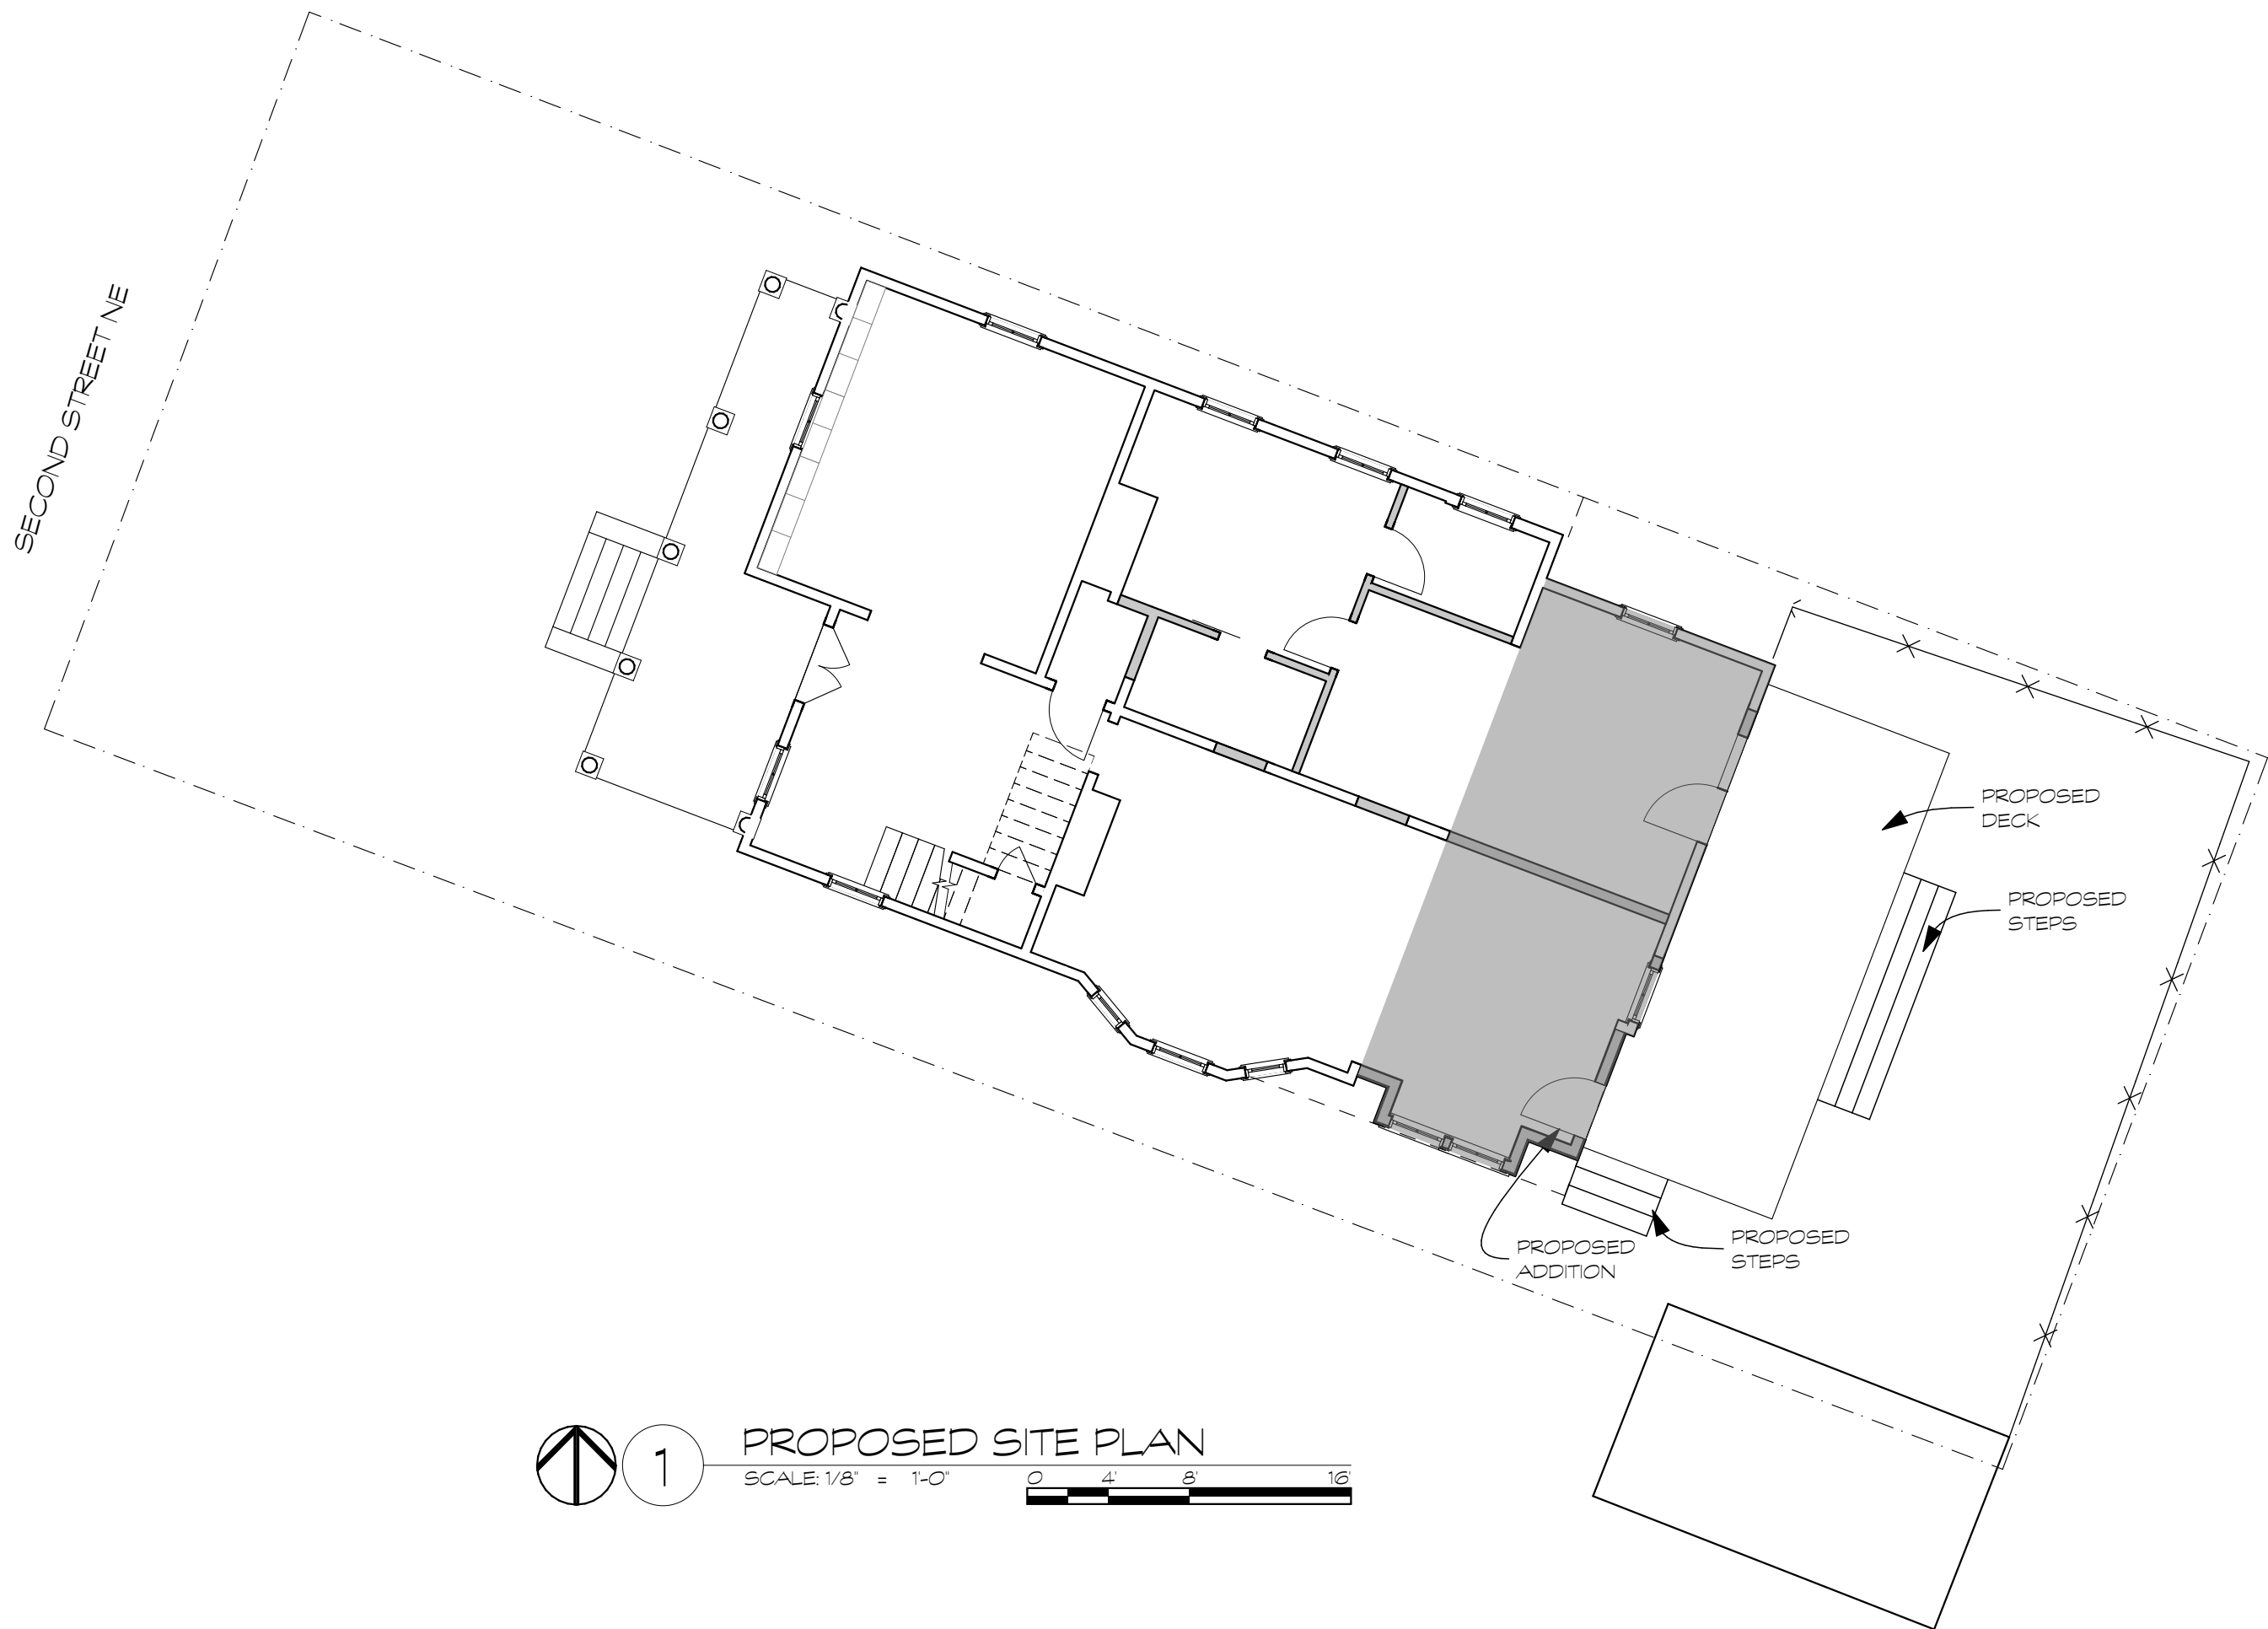 SECOND STREET NE
PROPOSED
DECK
PROPOSED
STEPS
PROPOSED
STEPS
PROPOSED
ADDITION
1
PROPOSED SITE PLAN
SCALE: 1/8" = 1'-0"
0 4' 8' 16'